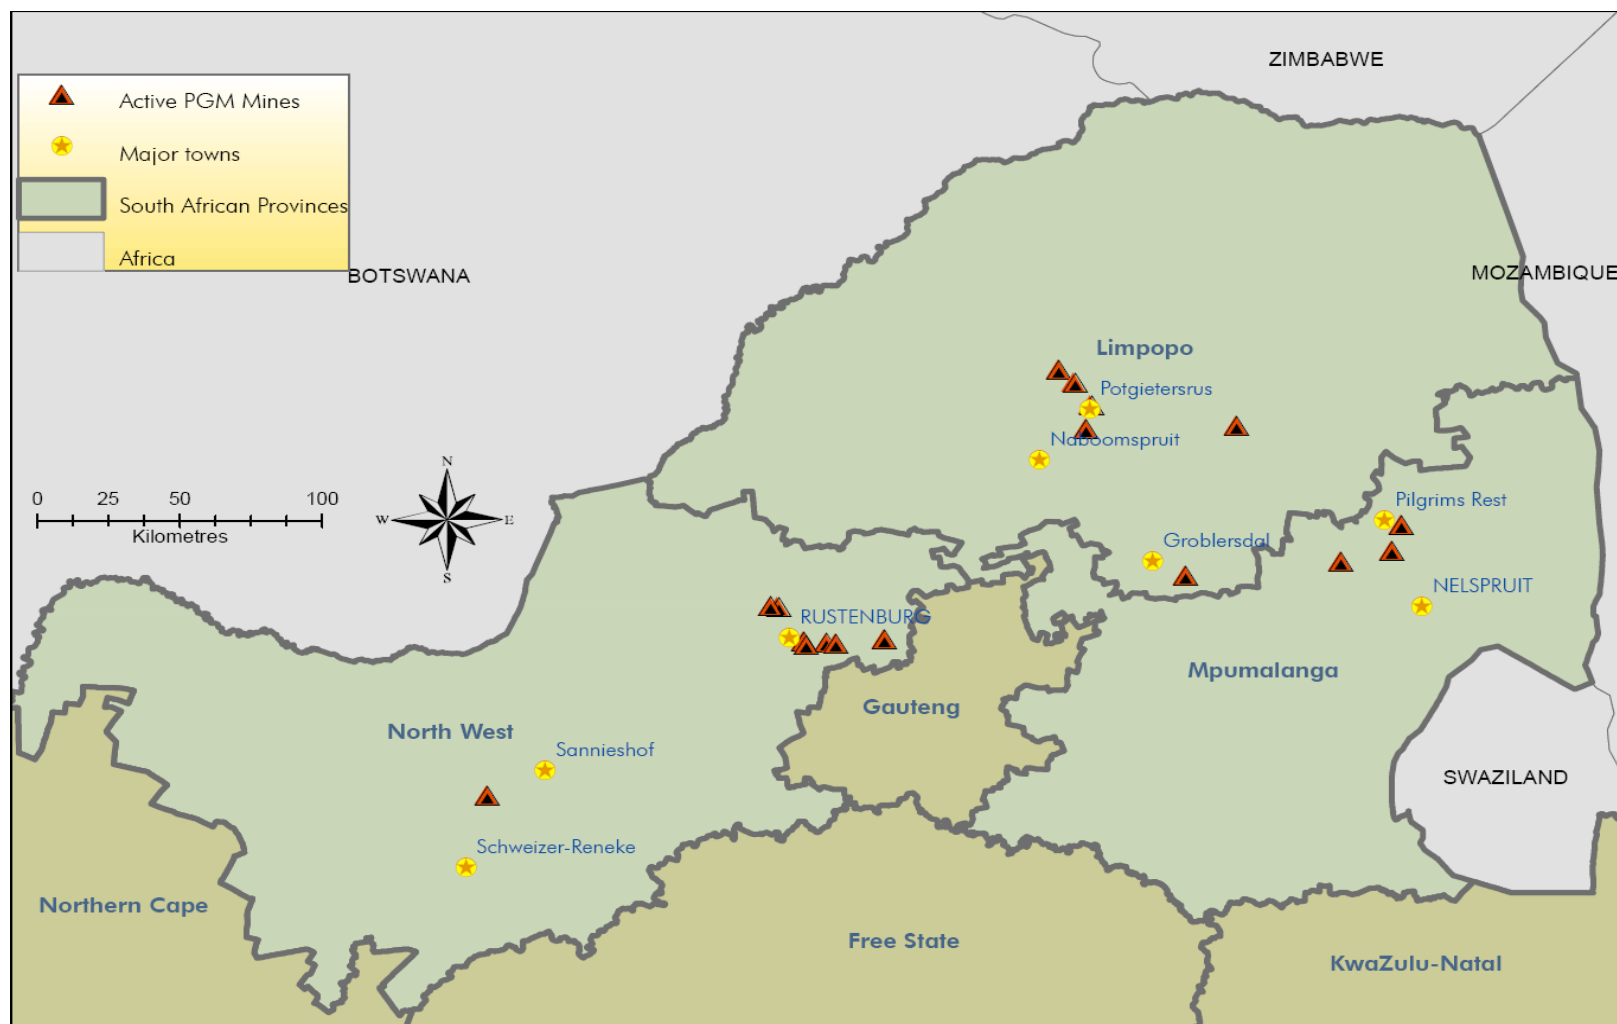 ZIMBABWE
Active PGM Mines
Major towns
South African Provinces
Africa
BOTSWANA
MOZAMBIQUE
Limpopo
Potgietersrus
Naboomspruit
N
W
E
S
0 25 50 100
Kilometres
Pilgrims Rest
Groblersdal
NELSPRUIT
RUSTENBURG
Mpumalanga
Gauteng
North West
Sannieshof
SWAZILAND
Schweizer-Reneke
Northern Cape
Free State
KwaZulu-Natal